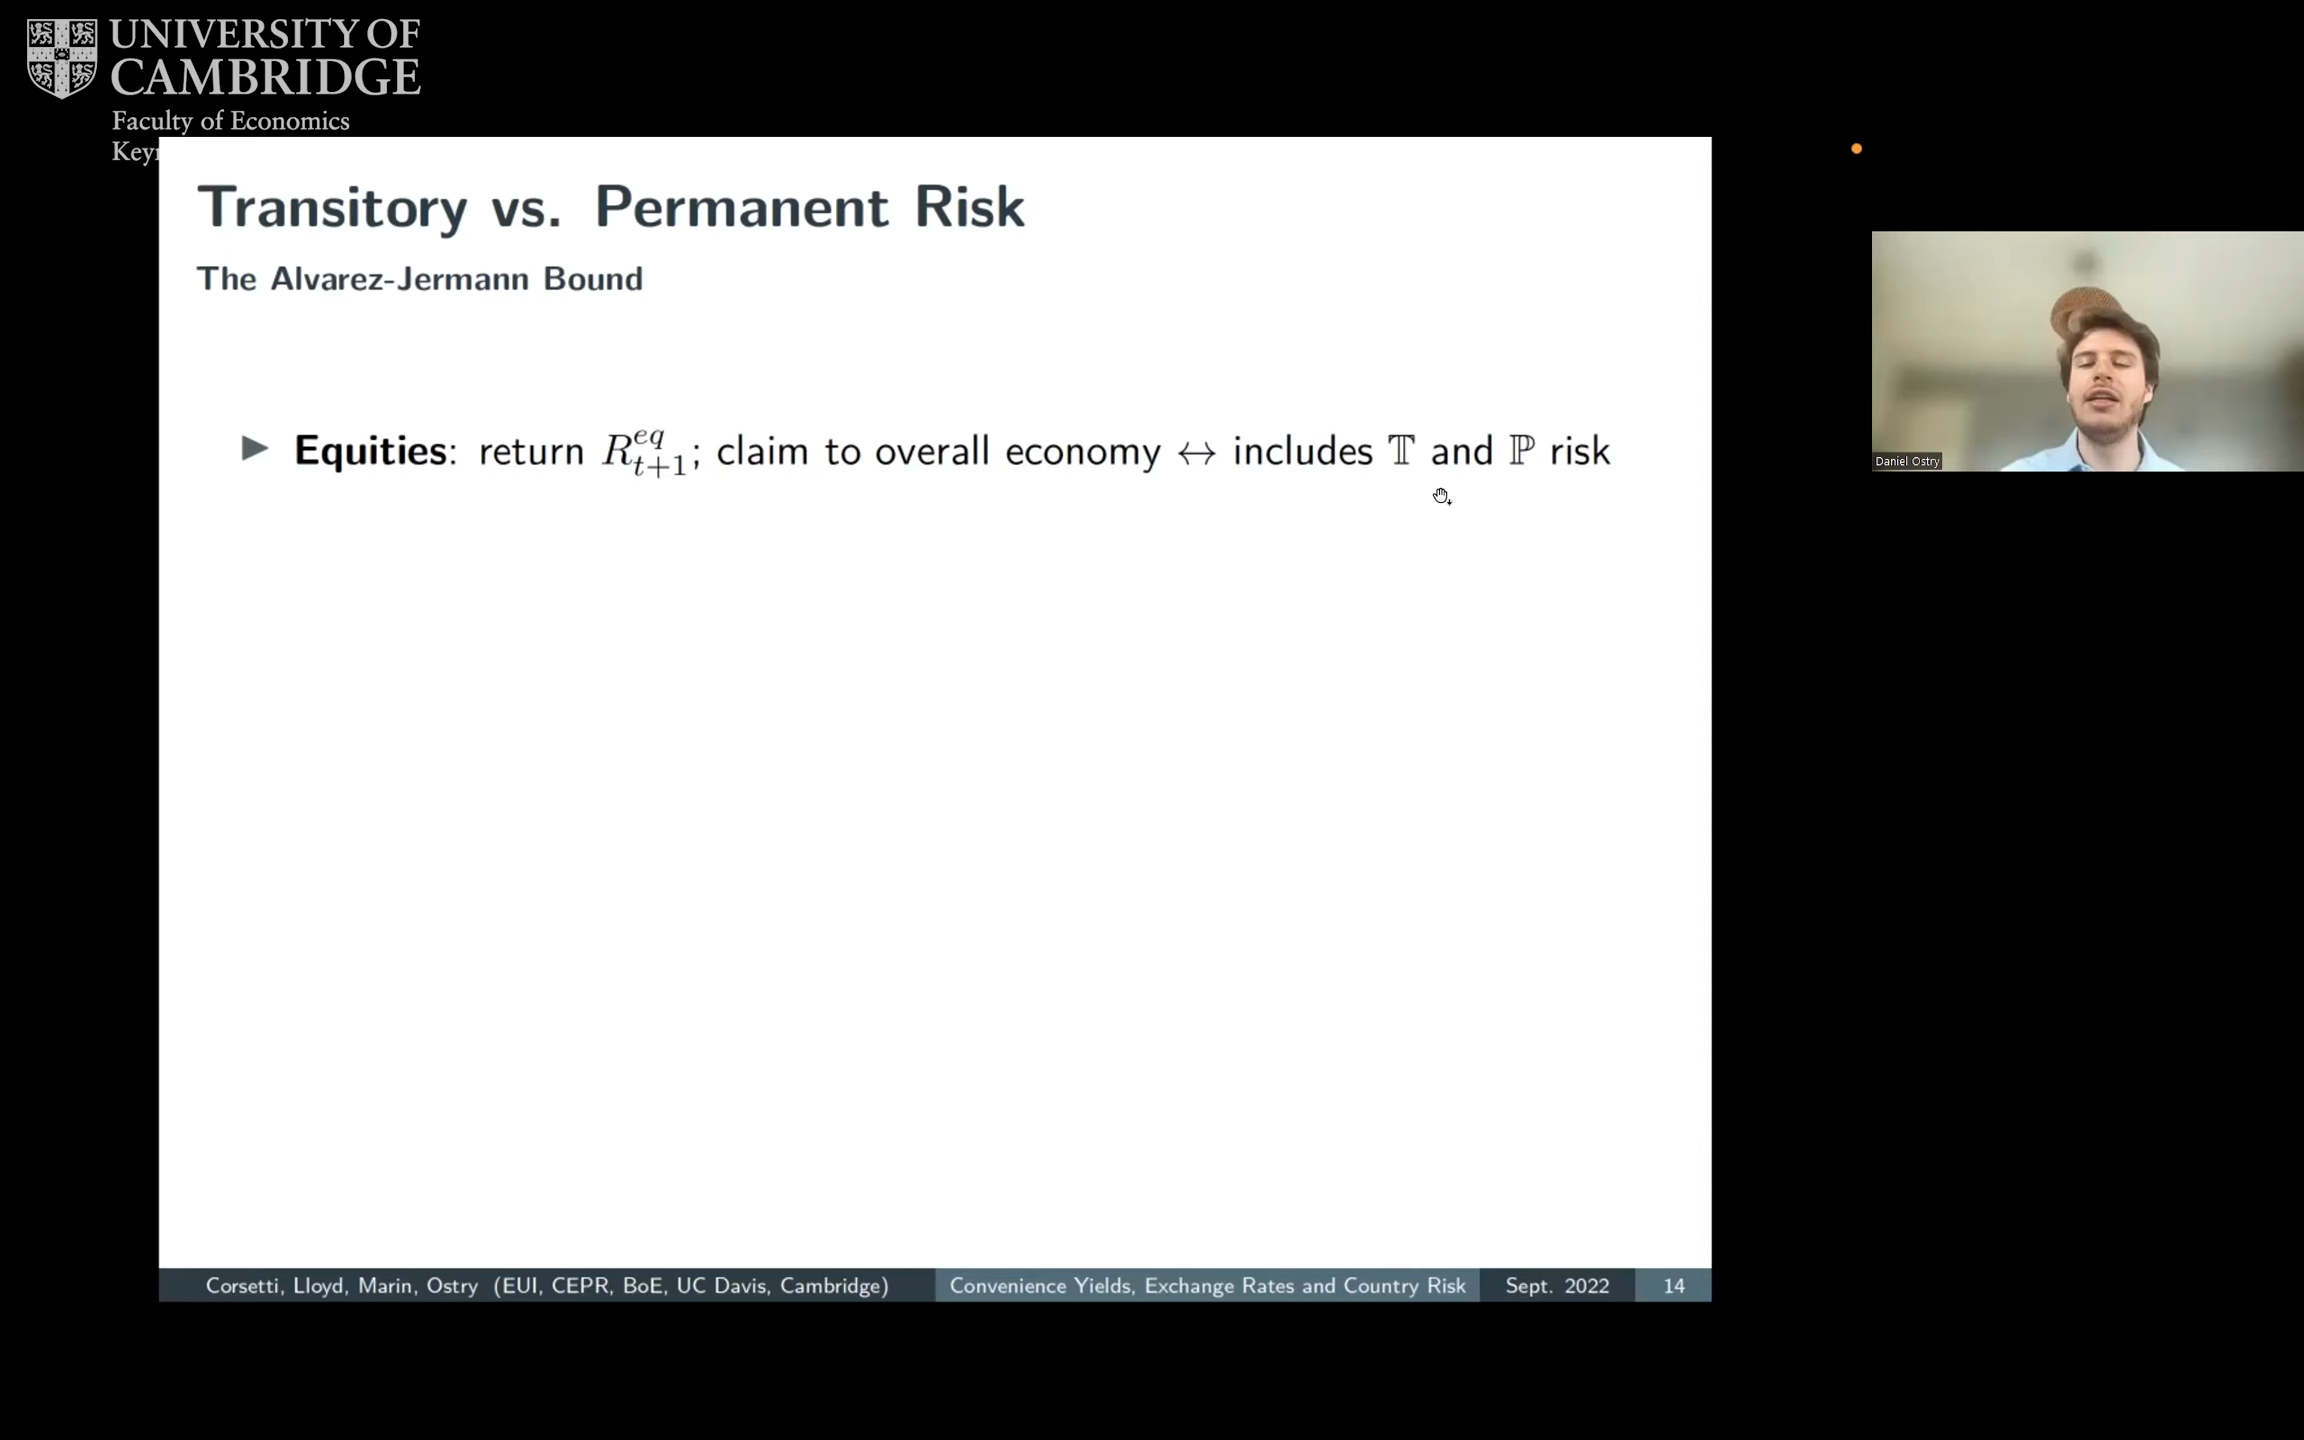 UNIVERSITY OF
CAMBRIDGE
Faculty of Economics
Key
Transitory vs. Permanent Risk
The Alvarez-Jermann Bound
▶ Equities: return R_{t+1}^{eq}; claim to overall economy ↔ includes 𝕋 and ℙ risk
Daniel Ostry
Corsetti, Lloyd, Marin, Ostry (EUI, CEPR, BoE, UC Davis, Cambridge) Convenience Yields, Exchange Rates and Country Risk Sept. 2022 14